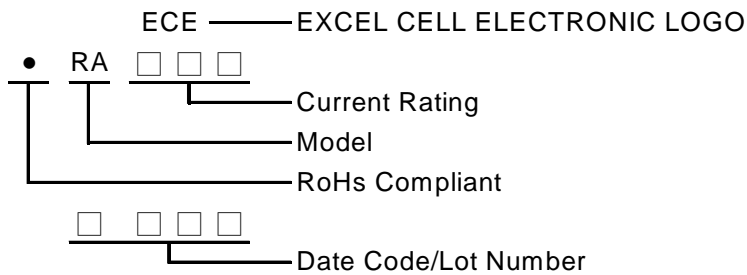 ECE EXCEL CELL ELECTRONIC LOGO
● RA □ □ □
Current Rating
Model
RoHs Compliant
□ □ □ □
Date Code/Lot Number